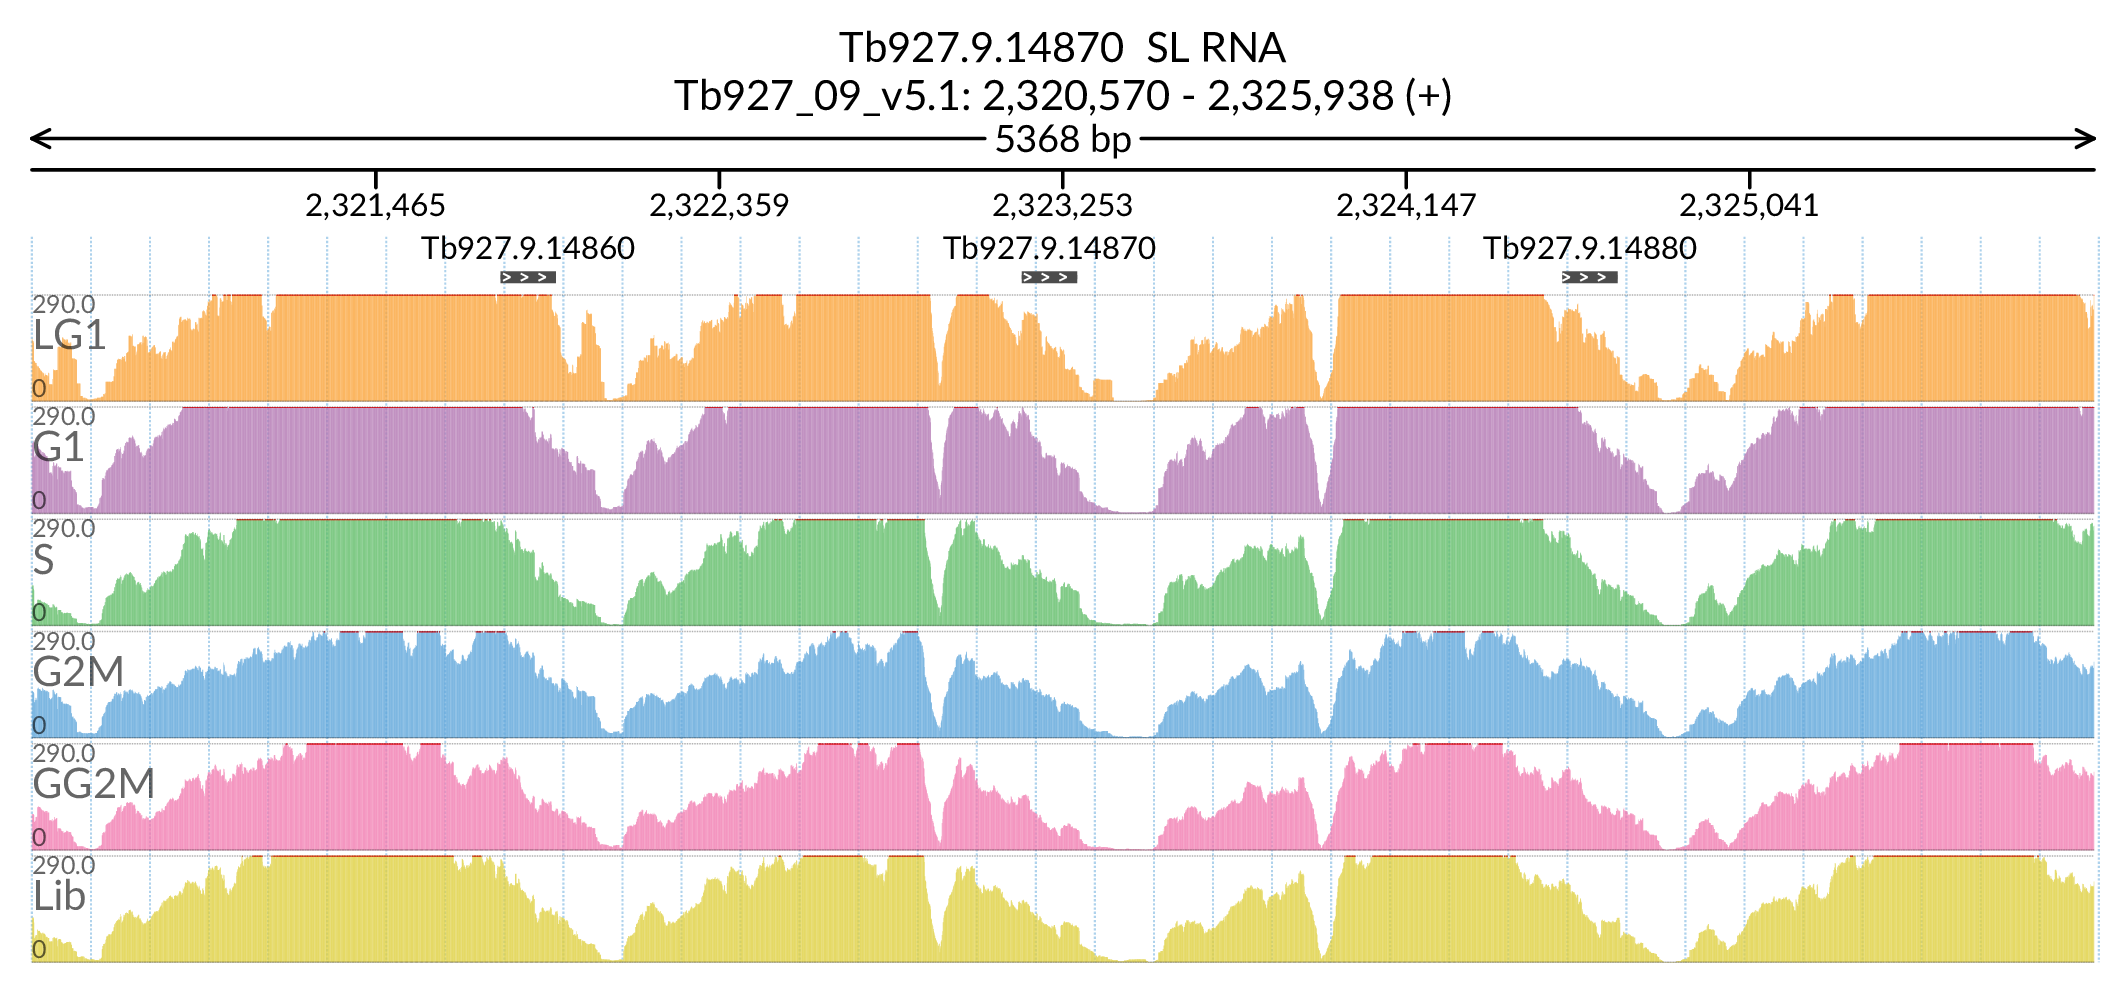 Tb927.9.14870 SL RNA
Tb927_09_v5.1: 2,320,570 - 2,325,938 (+)
5368 bp
2,321,465 2,322,359 2,323,253 2,324,147 2,325,041
Tb927.9.14860 Tb927.9.14870 Tb927.9.14880
290.0
LG1
0
290.0
G1
0
290.0
S
0
290.0
G2M
0
290.0
GG2M
0
290.0
Lib
0